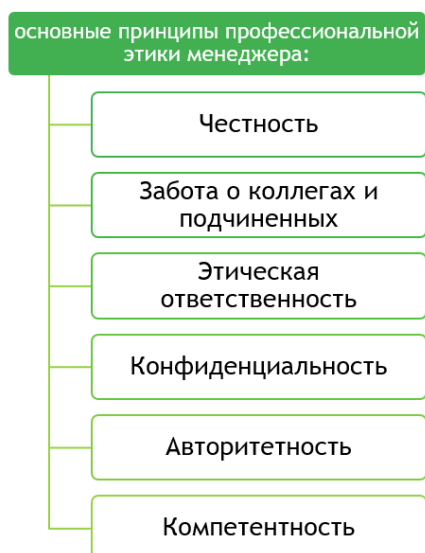 основные принципы профессиональной
этики менеджера:
Честность
Забота о коллегах и
подчиненных
Этическая
ответственность
Конфиденциальность
Авторитетность
Компетентность